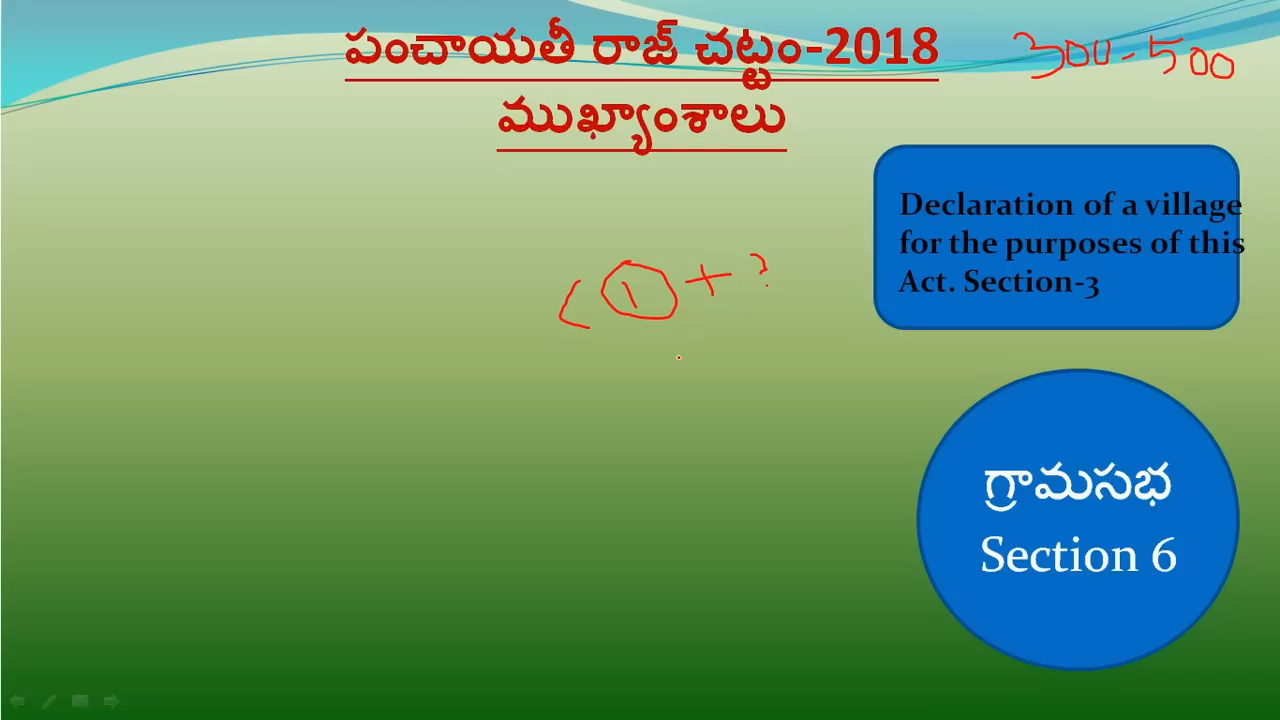 పంచాయతీ రాజ్ చట్టం-2018
ముఖ్యాంశాలు
300-500
Declaration of a village
for the purposes of this
Act. Section-3
1 + ?
గ్రామసభ
Section 6